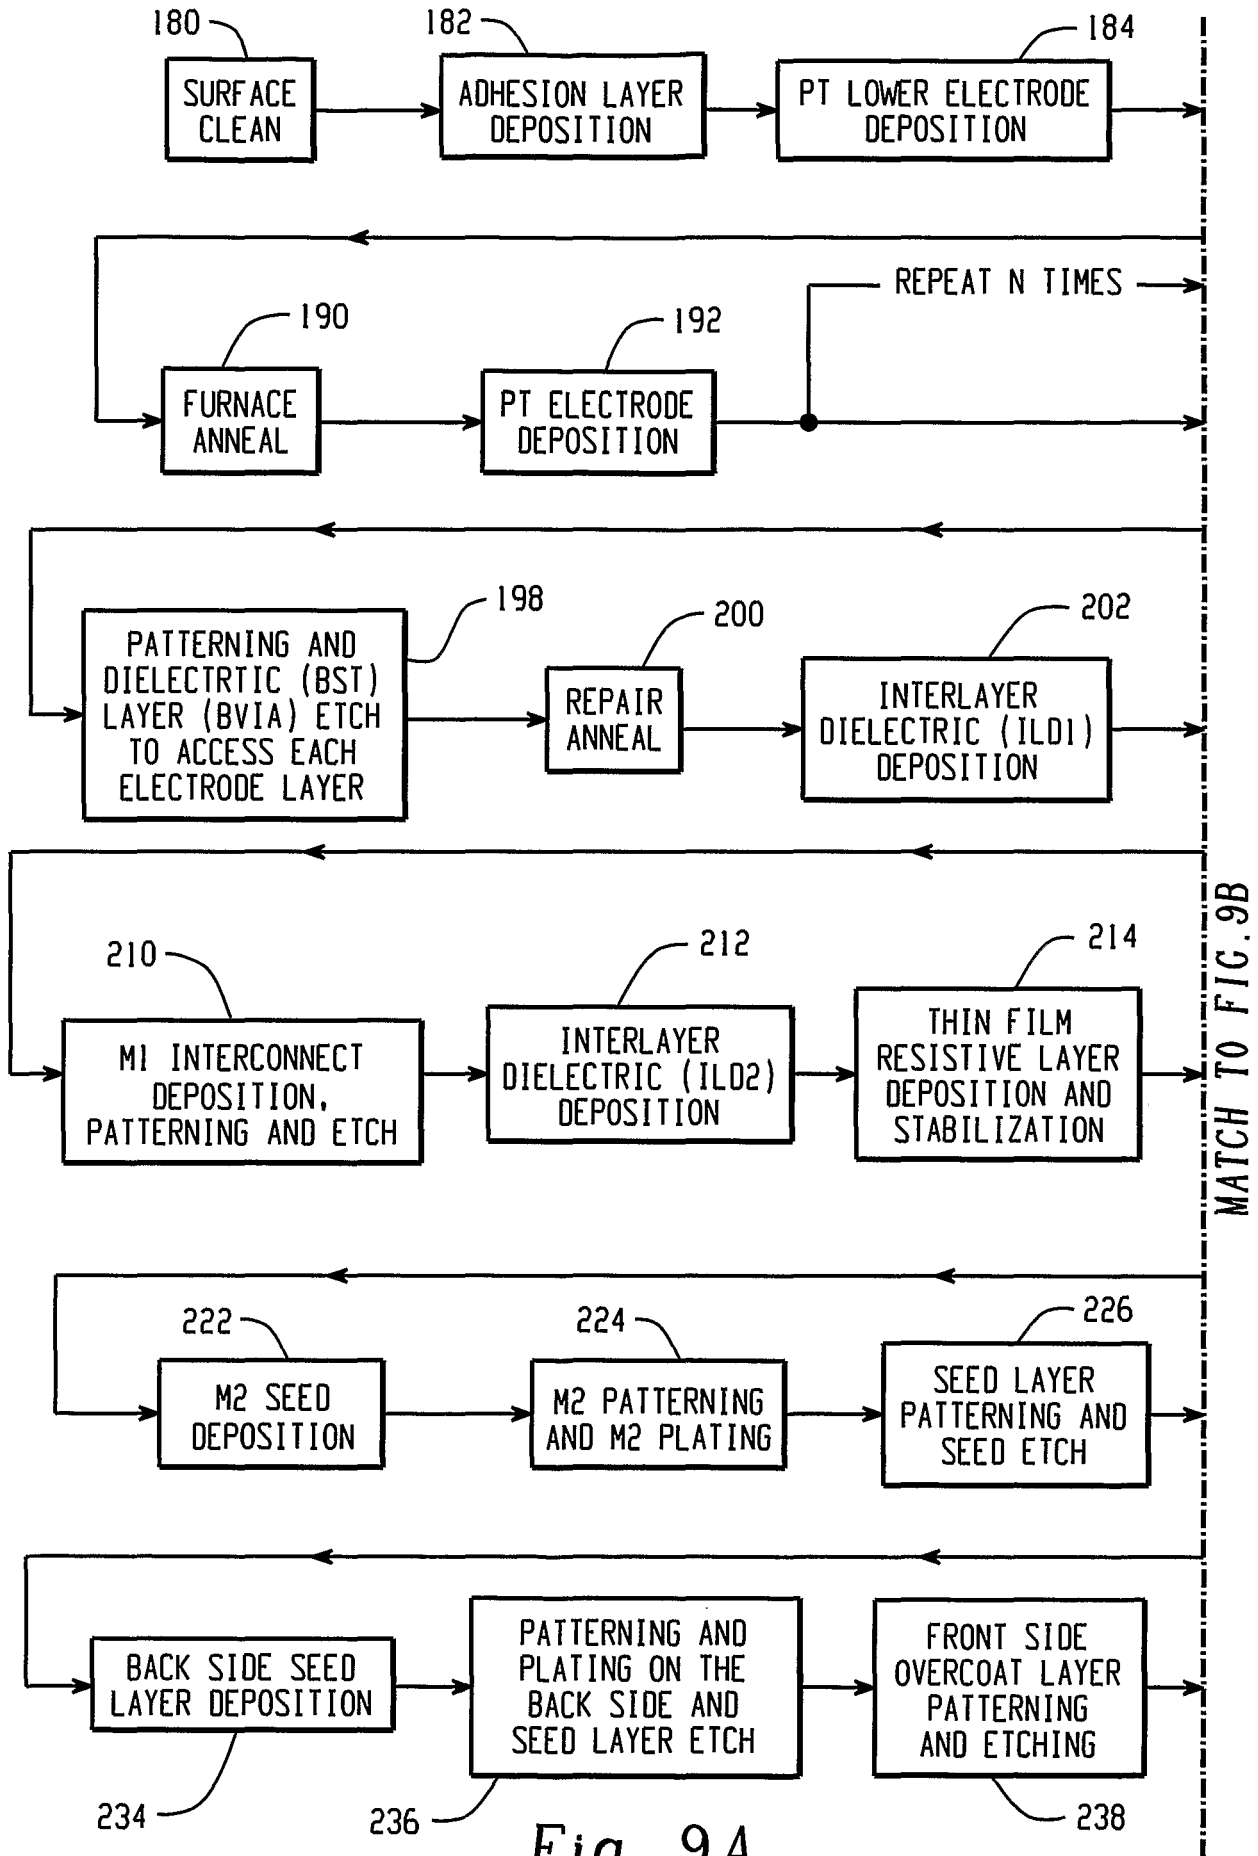 180
182
184
SURFACE
CLEAN
ADHESION LAYER
DEPOSITION
PT LOWER ELECTRODE
DEPOSITION
REPEAT N TIMES
190
192
FURNACE
ANNEAL
PT ELECTRODE
DEPOSITION
198
200
202
PATTERNING AND
DIELECTRTIC (BST)
LAYER (BVIA) ETCH
TO ACCESS EACH
ELECTRODE LAYER
REPAIR
ANNEAL
INTERLAYER
DIELECTRIC (ILD1)
DEPOSITION
210
212
214
M1 INTERCONNECT
DEPOSITION,
PATTERNING AND ETCH
INTERLAYER
DIELECTRIC (ILD2)
DEPOSITION
THIN FILM
RESISTIVE LAYER
DEPOSITION AND
STABILIZATION
MATCH TO FIG.9B
222
224
226
M2 SEED
DEPOSITION
M2 PATTERNING
AND M2 PLATING
SEED LAYER
PATTERNING AND
SEED ETCH
BACK SIDE SEED
LAYER DEPOSITION
PATTERNING AND
PLATING ON THE
BACK SIDE AND
SEED LAYER ETCH
FRONT SIDE
OVERCOAT LAYER
PATTERNING
AND ETCHING
234
236
238
Fig. 9A